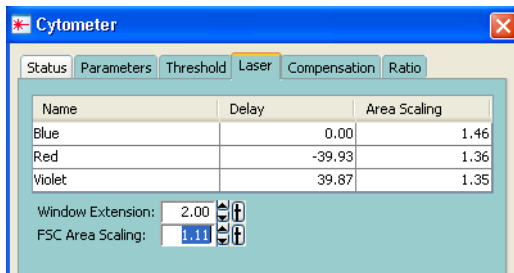 Cytometer
Status Parameters Threshold Laser Compensation Ratio
Name Delay Area Scaling
Blue 0.00 1.46
Red -39.93 1.36
Violet 39.87 1.35
Window Extension: 2.00
FSC Area Scaling: 1.11